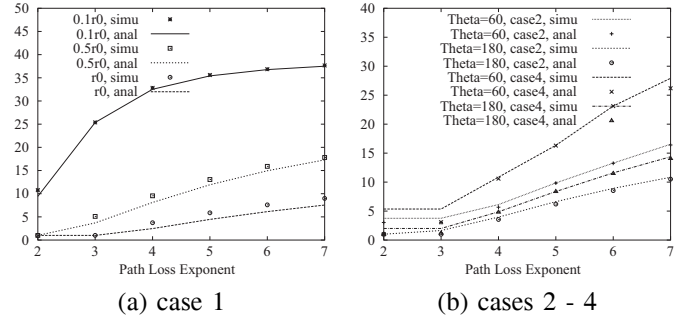 50
45
40
35
30
25
20
15
10
5
0
0.1r0, simu
0.1r0, anal
0.5r0, simu
0.5r0, anal
r0, simu
r0, anal
2 3 4 5 6 7
Path Loss Exponent
(a) case 1
40
35
30
25
20
15
10
5
0
Theta=60, case2, simu
Theta=60, case2, anal
Theta=180, case2, simu
Theta=180, case2, anal
Theta=60, case4, simu
Theta=60, case4, anal
Theta=180, case4, simu
Theta=180, case4, anal
2 3 4 5 6 7
Path Loss Exponent
(b) cases 2 - 4